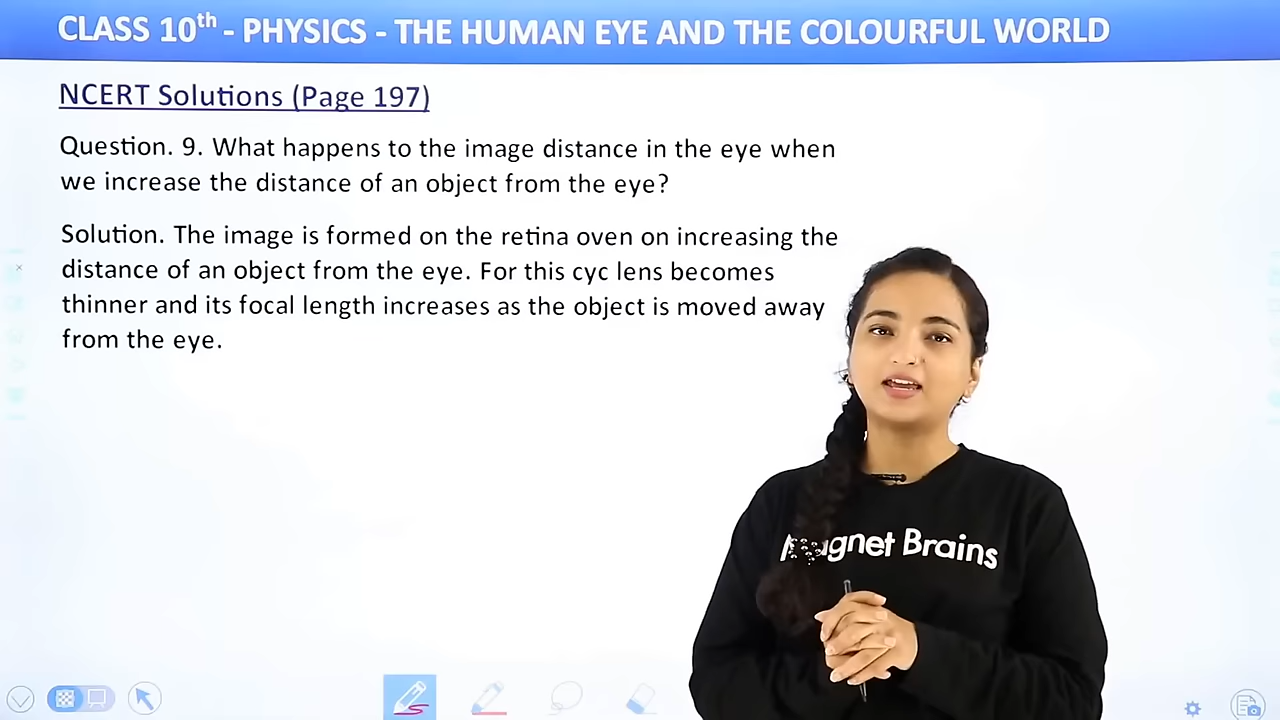 CLASS 10th - PHYSICS - THE HUMAN EYE AND THE COLOURFUL WORLD
NCERT Solutions (Page 197)
Question. 9. What happens to the image distance in the eye when
we increase the distance of an object from the eye?
Solution. The image is formed on the retina oven on increasing the
distance of an object from the eye. For this cyc lens becomes
thinner and its focal length increases as the object is moved away
from the eye.
Brains